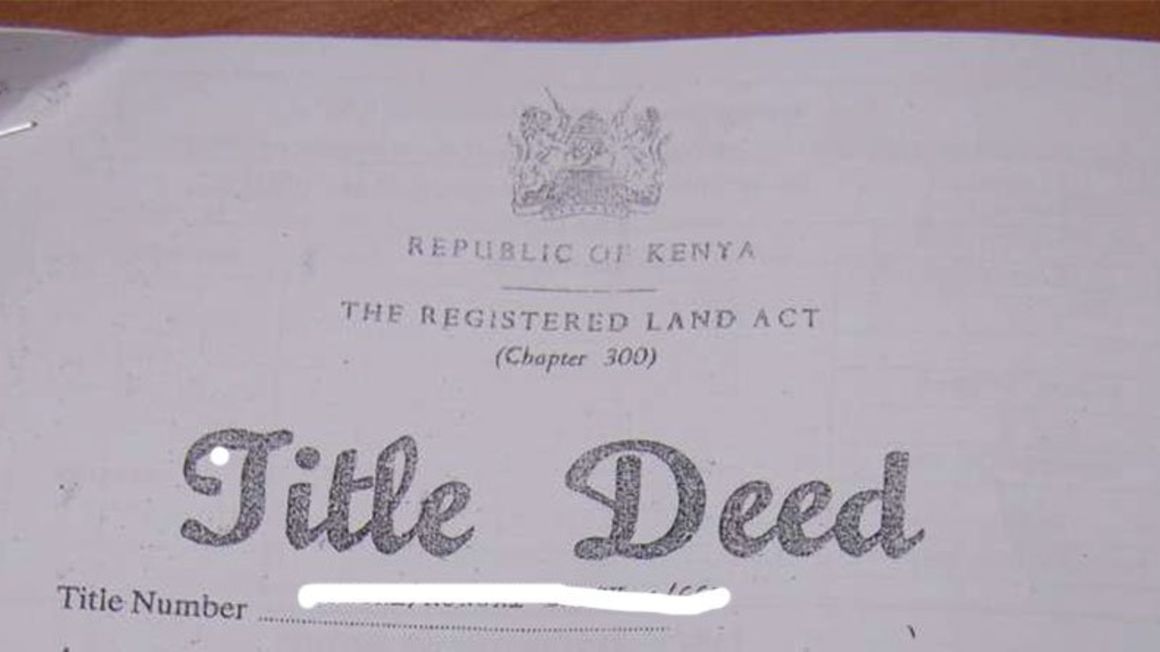 REPUBLIC OF KENYA
THE REGISTERED LAND ACT
(Chapter 300)
Title Deed
Title Number